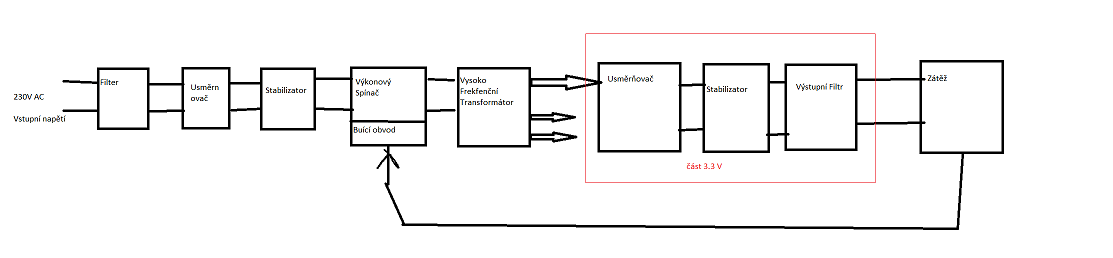 230V AC
Vstupní napětí
Filter
Usměrn
ovač
Stabilizator
Výkonový
Spínač
Buící obvod
Vysoko
Frekfenční
Transformátor
Usměrňovač
Stabilizator
Výstupní Filtr
část 3.3 V
Zátěž